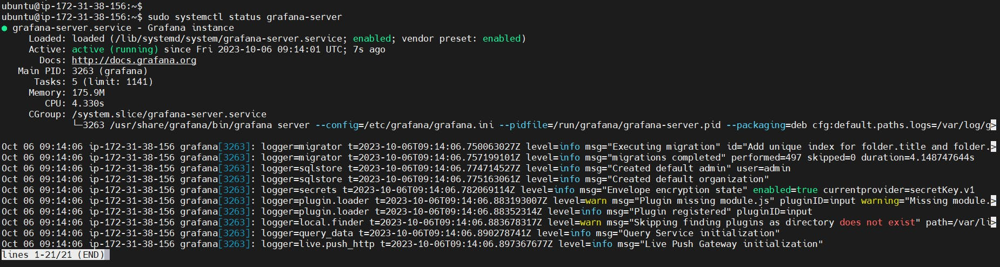 ubuntu@ip-172-31-38-156:~$
ubuntu@ip-172-31-38-156:~$ sudo systemctl status grafana-server
● grafana-server.service - Grafana instance
     Loaded: loaded (/lib/systemd/system/grafana-server.service; enabled; vendor preset: enabled)
     Active: active (running) since Fri 2023-10-06 09:14:01 UTC; 7s ago
       Docs: http://docs.grafana.org
   Main PID: 3263 (grafana)
      Tasks: 5 (limit: 1141)
     Memory: 175.9M
        CPU: 4.330s
     CGroup: /system.slice/grafana-server.service
             └─3263 /usr/share/grafana/bin/grafana server --config=/etc/grafana/grafana.ini --pidfile=/run/grafana/grafana-server.pid --packaging=deb cfg:default.paths.logs=/var/log/g>
Oct 06 09:14:06 ip-172-31-38-156 grafana[3263]: logger=migrator t=2023-10-06T09:14:06.750063027Z level=info msg="Executing migration" id="Add unique index for folder.title and folder.>
Oct 06 09:14:06 ip-172-31-38-156 grafana[3263]: logger=migrator t=2023-10-06T09:14:06.757199101Z level=info msg="migrations completed" performed=497 skipped=0 duration=4.148747644s
Oct 06 09:14:06 ip-172-31-38-156 grafana[3263]: logger=sqlstore t=2023-10-06T09:14:06.774714527Z level=info msg="Created default admin" user=admin
Oct 06 09:14:06 ip-172-31-38-156 grafana[3263]: logger=sqlstore t=2023-10-06T09:14:06.775163061Z level=info msg="Created default organization"
Oct 06 09:14:06 ip-172-31-38-156 grafana[3263]: logger=secrets t=2023-10-06T09:14:06.782069114Z level=info msg="Envelope encryption state" enabled=true currentprovider=secretKey.v1
Oct 06 09:14:06 ip-172-31-38-156 grafana[3263]: logger=plugin.loader t=2023-10-06T09:14:06.883193007Z level=warn msg="Plugin missing module.js" pluginID=input warning="Missing module.>
Oct 06 09:14:06 ip-172-31-38-156 grafana[3263]: logger=plugin.loader t=2023-10-06T09:14:06.88352314Z level=info msg="Plugin registered" pluginID=input
Oct 06 09:14:06 ip-172-31-38-156 grafana[3263]: logger=local.finder t=2023-10-06T09:14:06.883678317Z level=warn msg="Skipping finding plugins as directory does not exist" path=/var/li>
Oct 06 09:14:06 ip-172-31-38-156 grafana[3263]: logger=query_data t=2023-10-06T09:14:06.890278741Z level=info msg="Query Service initialization"
Oct 06 09:14:06 ip-172-31-38-156 grafana[3263]: logger=live.push_http t=2023-10-06T09:14:06.897367677Z level=info msg="Live Push Gateway initialization"
lines 1-21/21 (END)